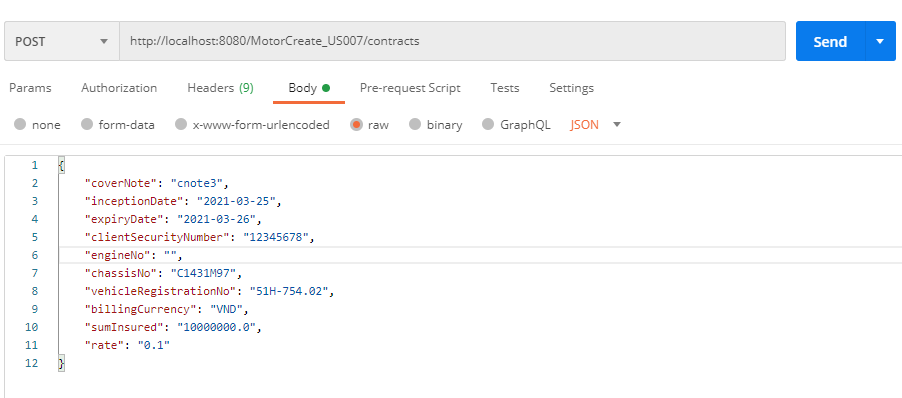 POST http://localhost:8080/MotorCreate_US007/contracts Send
Params Authorization Headers (9) Body Pre-request Script Tests Settings
none form-data x-www-form-urlencoded raw binary GraphQL JSON
1 {
2 "coverNote": "cnote3",
3 "inceptionDate": "2021-03-25",
4 "expiryDate": "2021-03-26",
5 "clientSecurityNumber": "12345678",
6 "engineNo": "",
7 "chassisNo": "C1431M97",
8 "vehicleRegistrationNo": "51H-754.02",
9 "billingCurrency": "VND",
10 "sumInsured": "10000000.0",
11 "rate": "0.1"
12 }